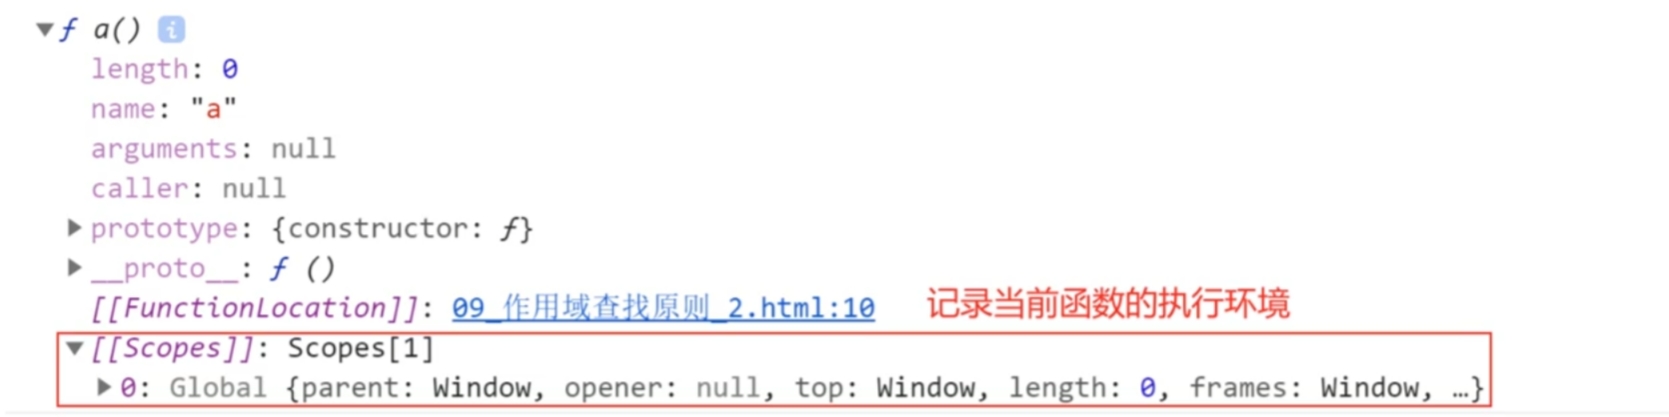 ▼ƒ a() i
length: 0
name: "a"
arguments: null
caller: null
▶prototype: {constructor: ƒ}
▶__proto__: ƒ ()
[[FunctionLocation]]: 09_作用域查找原则_2.html:10 记录当前函数的执行环境
▼[[Scopes]]: Scopes[1]
▶0: Global {parent: Window, opener: null, top: Window, length: 0, frames: Window, …}